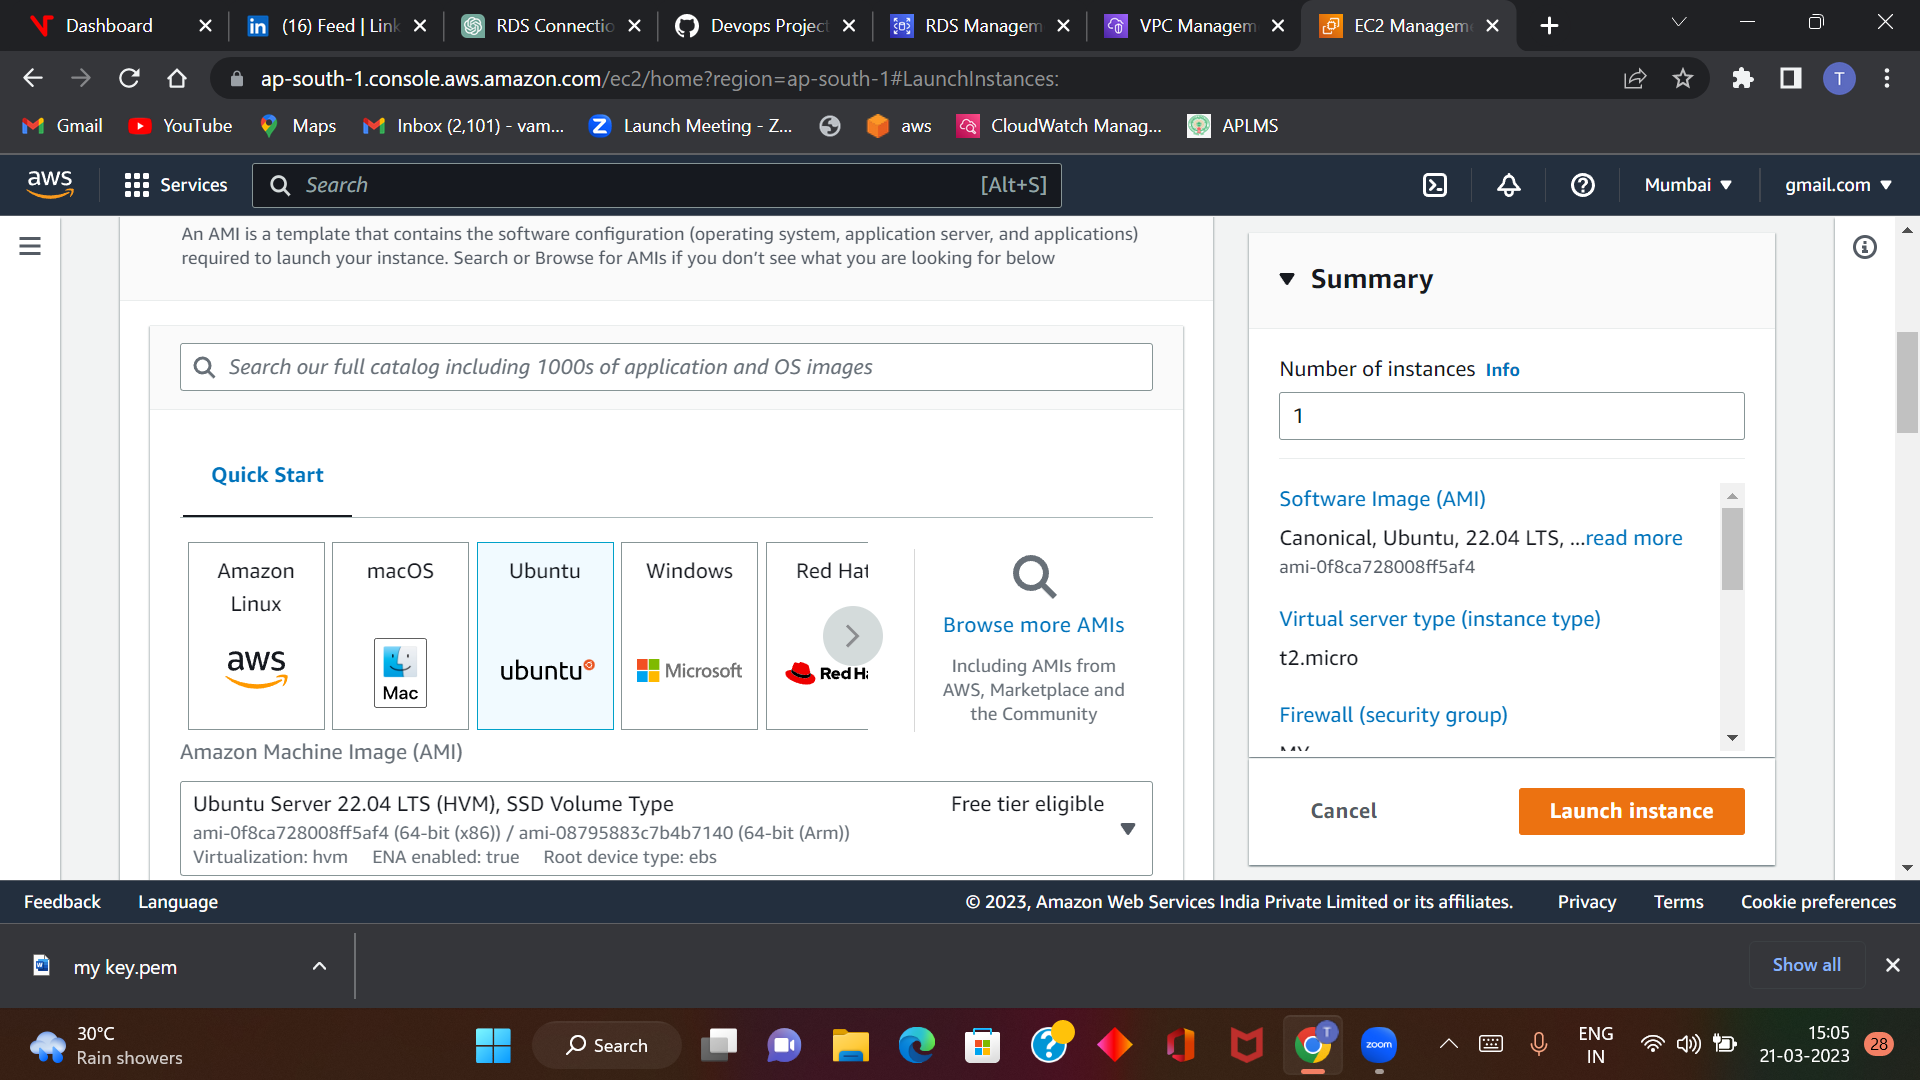 Dashboard
(16) Feed | Link
RDS Connectio
Devops Project
RDS Managem
VPC Managem
EC2 Managem
ap-south-1.console.aws.amazon.com/ec2/home?region=ap-south-1#LaunchInstances:
T
Gmail
YouTube
Maps
Inbox (2,101) - vam...
Launch Meeting - Z...
aws
CloudWatch Manag...
APLMS
aws
Services
Search
[Alt+S]
Mumbai
gmail.com
An AMI is a template that contains the software configuration (operating system, application server, and applications)
required to launch your instance. Search or Browse for AMIs if you don't see what you are looking for below
Search our full catalog including 1000s of application and OS images
Quick Start
Amazon
Linux
aws
macOS
Mac
Ubuntu
ubuntu
Windows
Microsoft
Red Hat
Red Ha
Browse more AMIs
Including AMIs from
AWS, Marketplace and
the Community
Amazon Machine Image (AMI)
Ubuntu Server 22.04 LTS (HVM), SSD Volume Type
Free tier eligible
ami-0f8ca728008ff5af4 (64-bit (x86)) / ami-08795883c7b4b7140 (64-bit (Arm))
Virtualization: hvm ENA enabled: true Root device type: ebs
Summary
Number of instances Info
1
Software Image (AMI)
Canonical, Ubuntu, 22.04 LTS, ...read more
ami-0f8ca728008ff5af4
Virtual server type (instance type)
t2.micro
Firewall (security group)
Cancel
Launch instance
Feedback
Language
© 2023, Amazon Web Services India Private Limited or its affiliates.
Privacy
Terms
Cookie preferences
my key.pem
Show all
30°C
Rain showers
Search
T
zoom
ENG
IN
15:05
21-03-2023
28